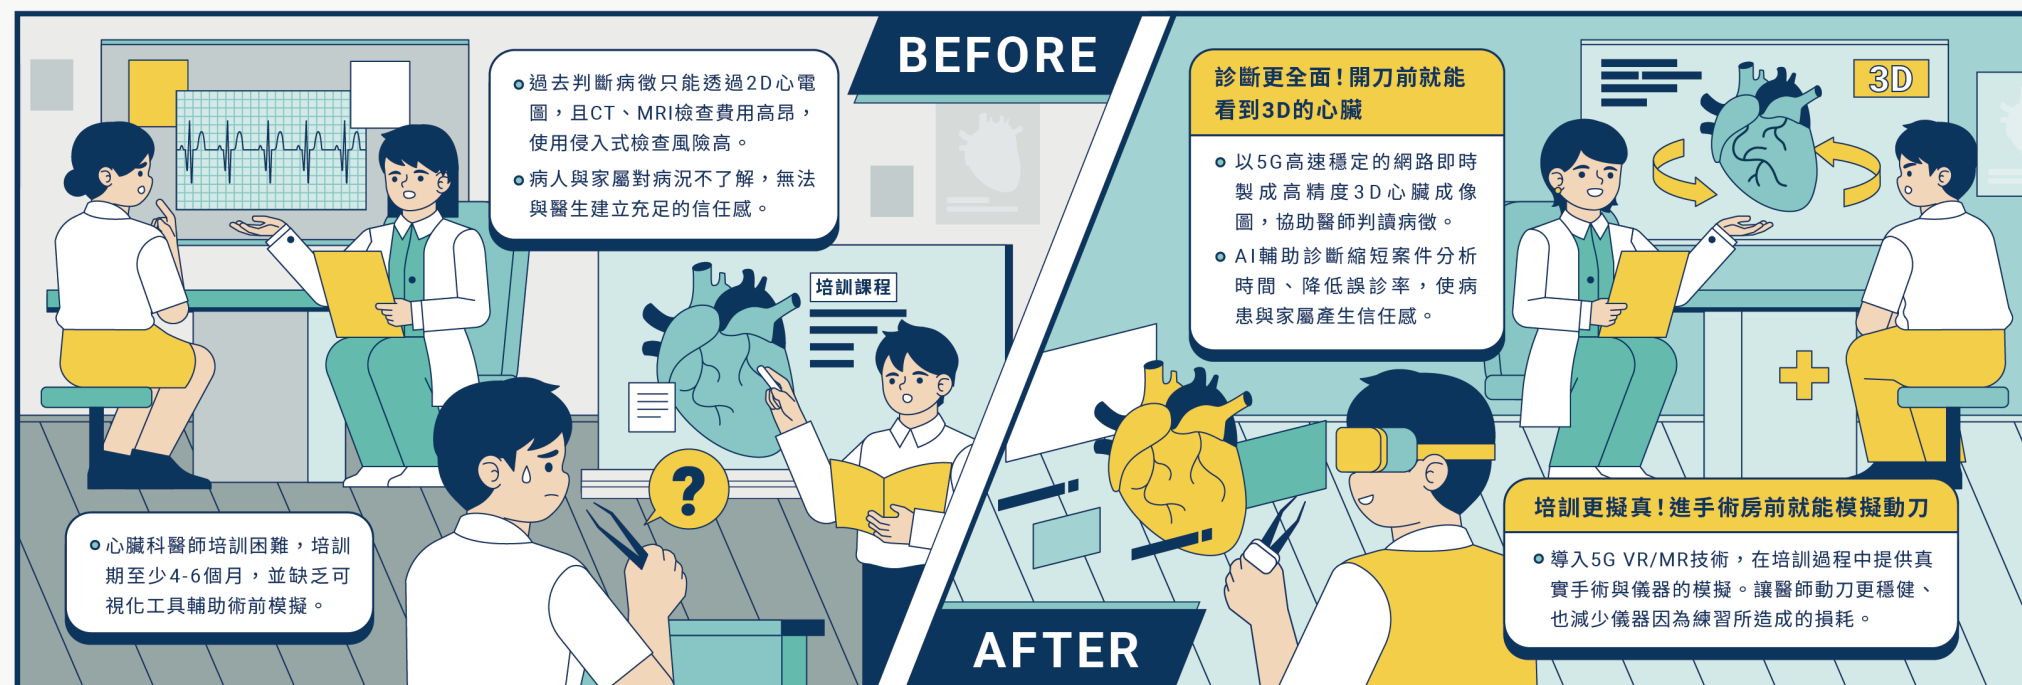 BEFORE
過去判斷病徵只能透過2D心電
圖，且CT、MRI檢查費用高昂，
使用侵入式檢查風險高。
病人與家屬對病況不了解，無法
與醫生建立充足的信任感。
培訓課程
?
心臟科醫師培訓困難，培訓
期至少4-6個月，並缺乏可
視化工具輔助術前模擬。
診斷更全面！開刀前就能
看到3D的心臟
以5G高速穩定的網路即時
製成高精度3D心臟成像
圖，協助醫師判讀病徵。
AI輔助診斷縮短案件分析
時間、降低誤診率，使病
患與家屬產生信任感。
3D
培訓更擬真！進手術房前就能模擬動刀
導入5G VR/MR技術，在培訓過程中提供真
實手術與儀器的模擬。讓醫師動刀更穩健、
也減少儀器因為練習所造成的損耗。
AFTER